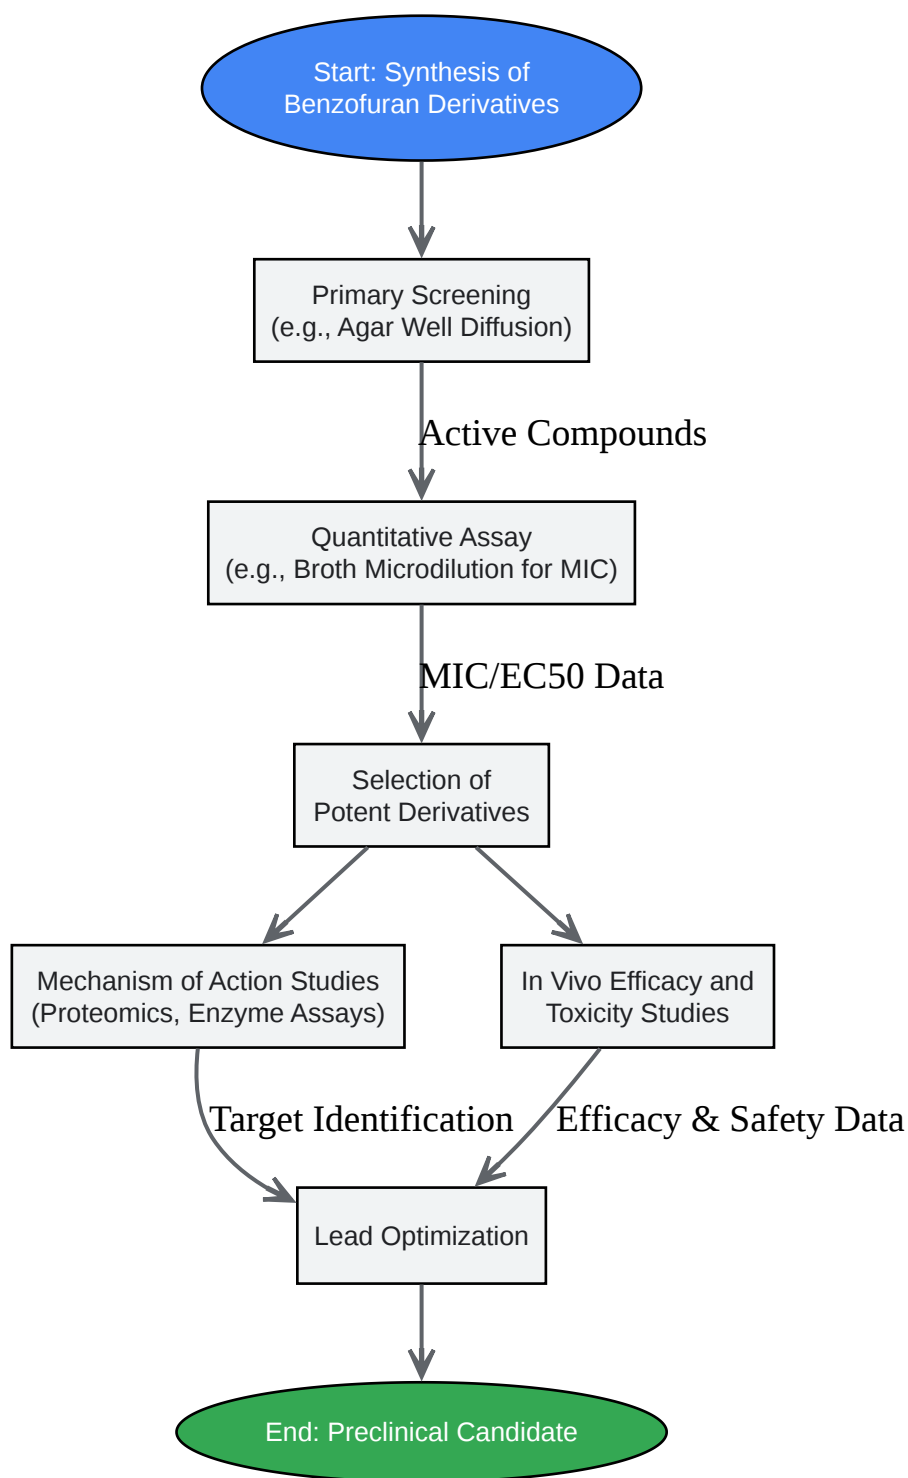 Start: Synthesis of
Benzofuran Derivatives
Primary Screening
(e.g., Agar Well Diffusion)
Active Compounds
Quantitative Assay
(e.g., Broth Microdilution for MIC)
MIC/EC50 Data
Selection of
Potent Derivatives
Mechanism of Action Studies
(Proteomics, Enzyme Assays)
In Vivo Efficacy and
Toxicity Studies
Target Identification
Efficacy & Safety Data
Lead Optimization
End: Preclinical Candidate